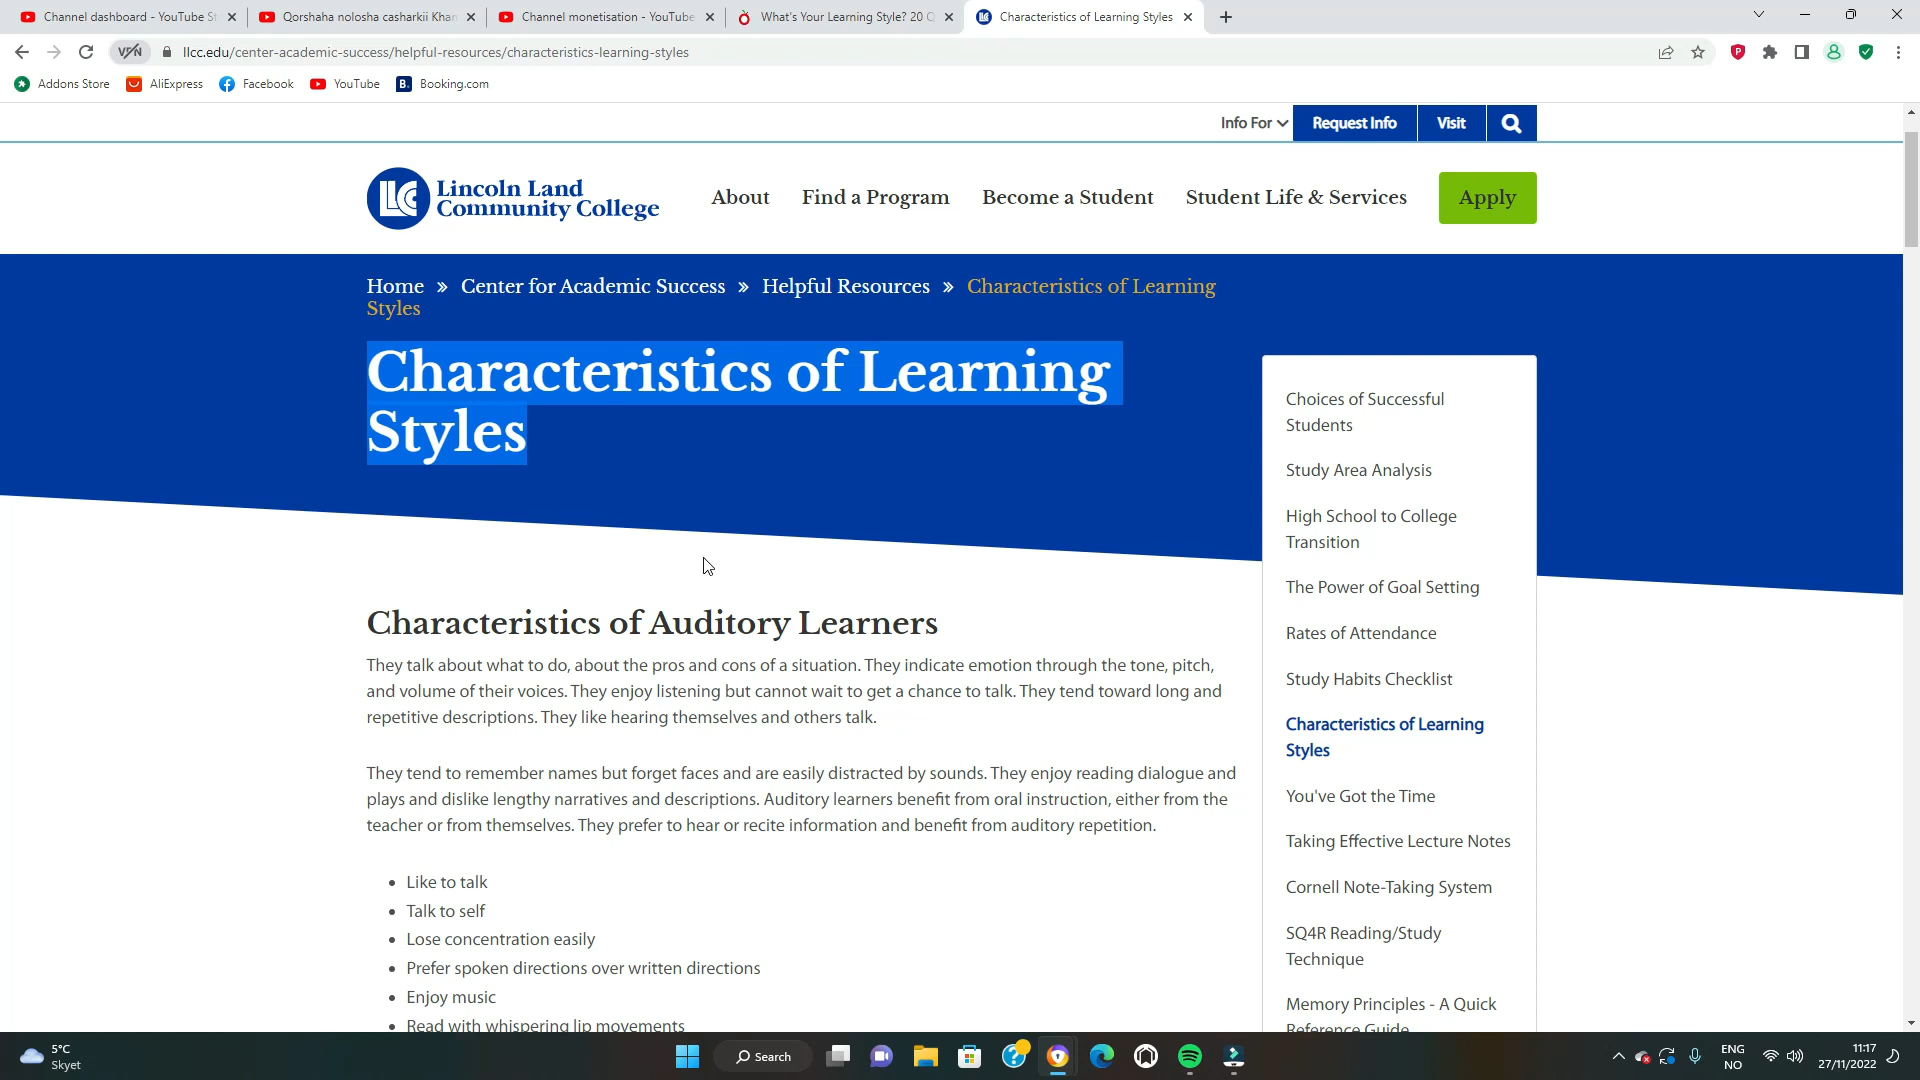 Channel dashboard - YouTube St
Qorshaha nolosha casharkii Khan
Channel monetisation - YouTube
What's Your Learning Style? 20 Q
Characteristics of Learning Styles
VPN
llcc.edu/center-academic-success/helpful-resources/characteristics-learning-styles
Addons Store
AliExpress
Facebook
YouTube
B.
Booking.com
Info For
Request Info
Visit
LLC
Lincoln Land
Community College
About
Find a Program
Become a Student
Student Life & Services
Apply
Home » Center for Academic Success » Helpful Resources » Characteristics of Learning
Styles
Characteristics of Learning
Styles
Characteristics of Auditory Learners
They talk about what to do, about the pros and cons of a situation. They indicate emotion through the tone, pitch,
and volume of their voices. They enjoy listening but cannot wait to get a chance to talk. They tend toward long and
repetitive descriptions. They like hearing themselves and others talk.
They tend to remember names but forget faces and are easily distracted by sounds. They enjoy reading dialogue and
plays and dislike lengthy narratives and descriptions. Auditory learners benefit from oral instruction, either from the
teacher or from themselves. They prefer to hear or recite information and benefit from auditory repetition.
• Like to talk
• Talk to self
• Lose concentration easily
• Prefer spoken directions over written directions
• Enjoy music
• Read with whispering lip movements
Choices of Successful
Students
Study Area Analysis
High School to College
Transition
The Power of Goal Setting
Rates of Attendance
Study Habits Checklist
Characteristics of Learning
Styles
You've Got the Time
Taking Effective Lecture Notes
Cornell Note-Taking System
SQ4R Reading/Study
Technique
Memory Principles - A Quick
Reference Guide
5°C
Skyet
Search
ENG
NO
11:17
27/11/2022